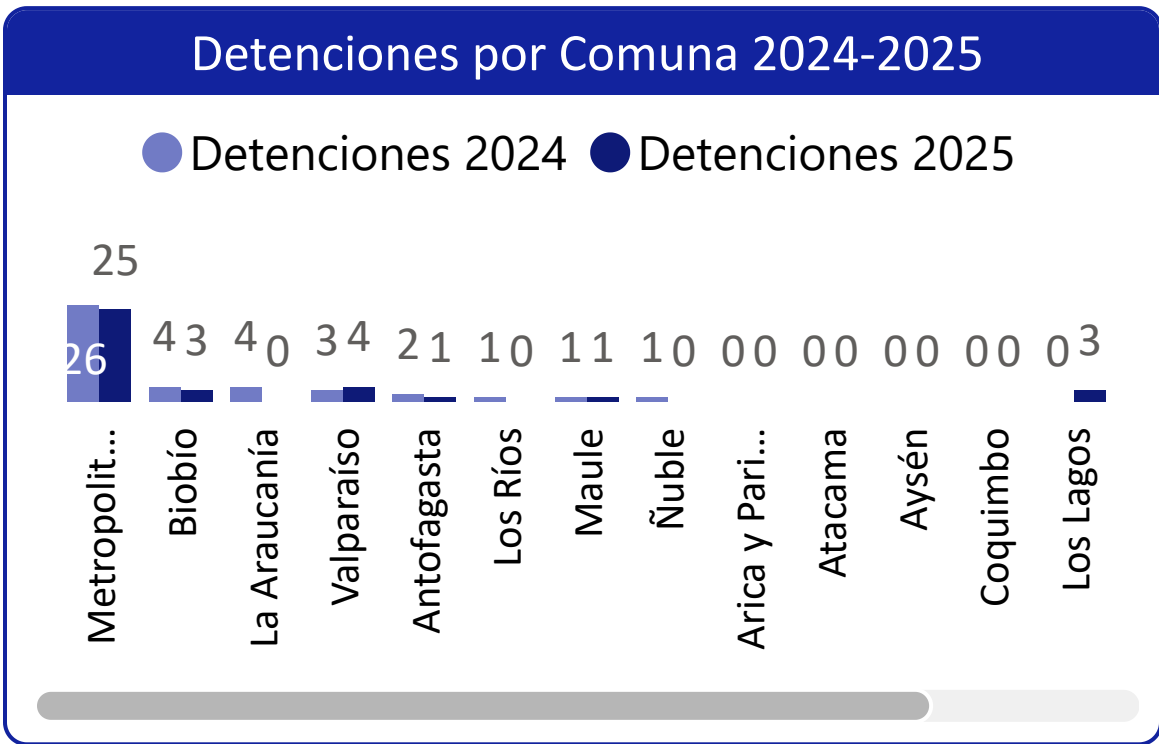 Detenciones por Comuna 2024-2025
Detenciones 2024 Detenciones 2025
26 25 4 3 4 0 3 4 2 1 1 0 1 1 1 0 0 0 0 0 0 0 0 0 0 3
Metropolit...
Biobío
La Araucanía
Valparaíso
Antofagasta
Los Ríos
Maule
Ñuble
Arica y Pari...
Atacama
Aysén
Coquimbo
Los Lagos